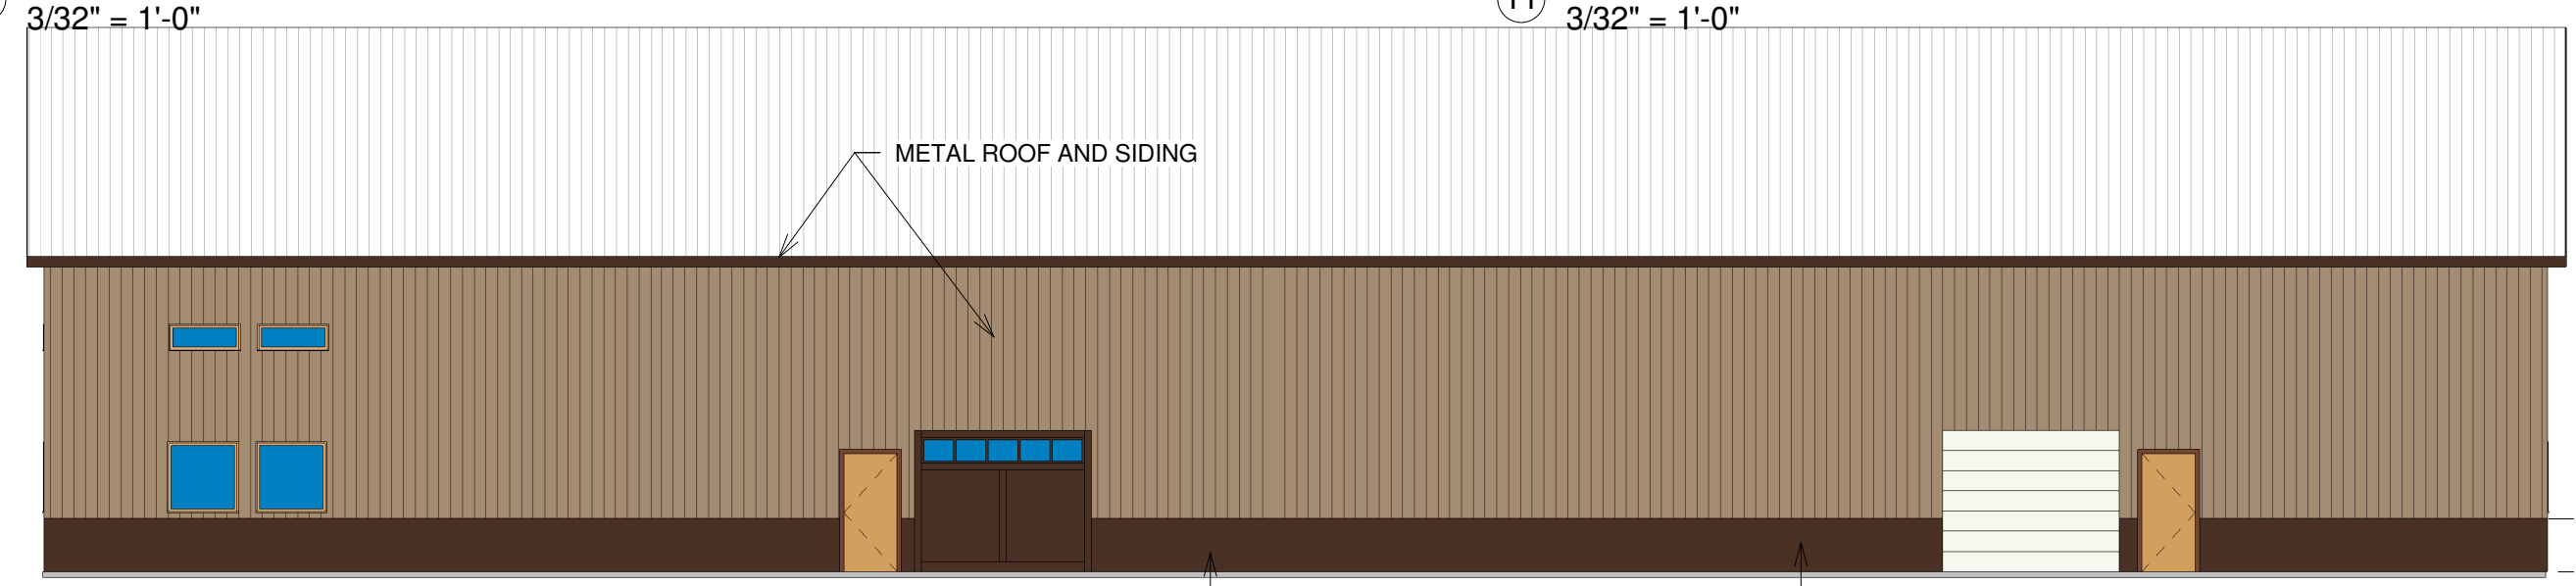 3/32" = 1'-0"
3/32" = 1'-0"
METAL ROOF AND SIDING